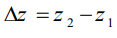 Δz = z₂ − z₁